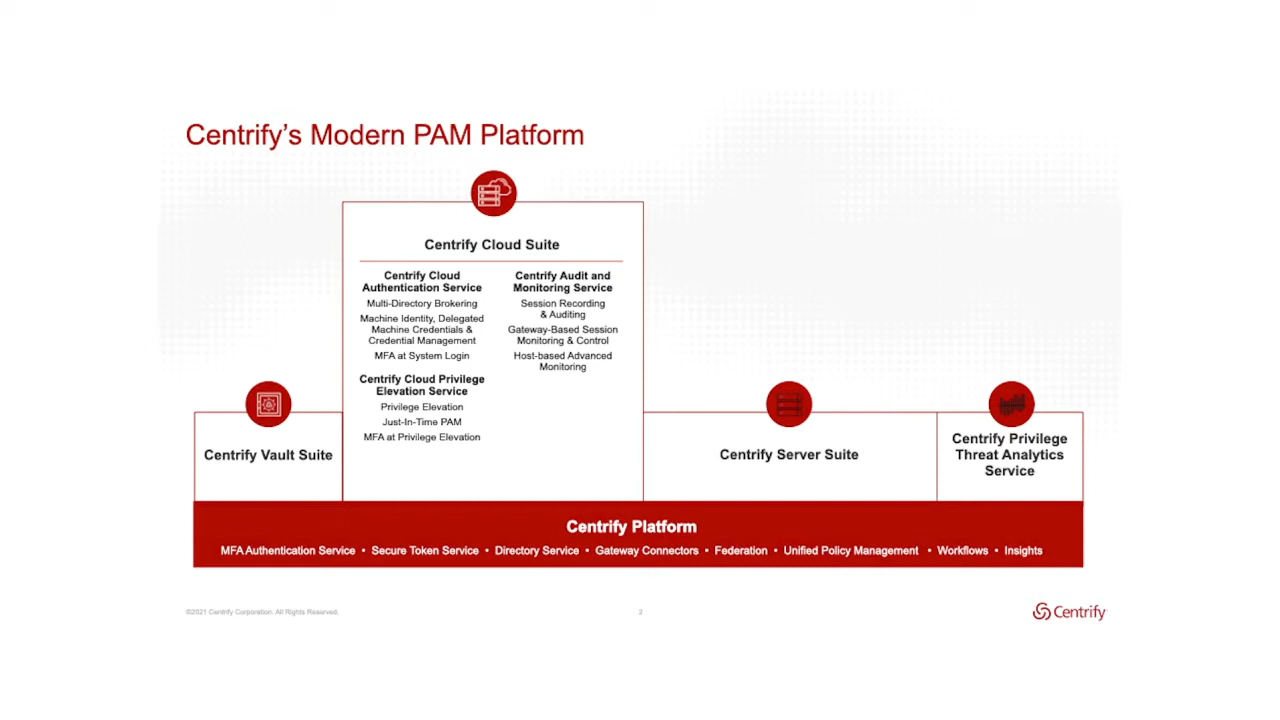 Centrify's Modern PAM Platform
Centrify Cloud Suite
Centrify Cloud
Authentication Service
Multi-Directory Brokering
Machine Identity, Delegated
Machine Credentials &
Credential Management
MFA at System Login
Centrify Cloud Privilege
Elevation Service
Privilege Elevation
Just-In-Time PAM
MFA at Privilege Elevation
Centrify Audit and
Monitoring Service
Session Recording
& Auditing
Gateway-Based Session
Monitoring & Control
Host-based Advanced
Monitoring
Centrify Vault Suite
Centrify Server Suite
Centrify Privilege
Threat Analytics
Service
Centrify Platform
MFA Authentication Service • Secure Token Service • Directory Service • Gateway Connectors • Federation • Unified Policy Management • Workflows • Insights
©2021 Centrify Corporation. All Rights Reserved.
2
Centrify